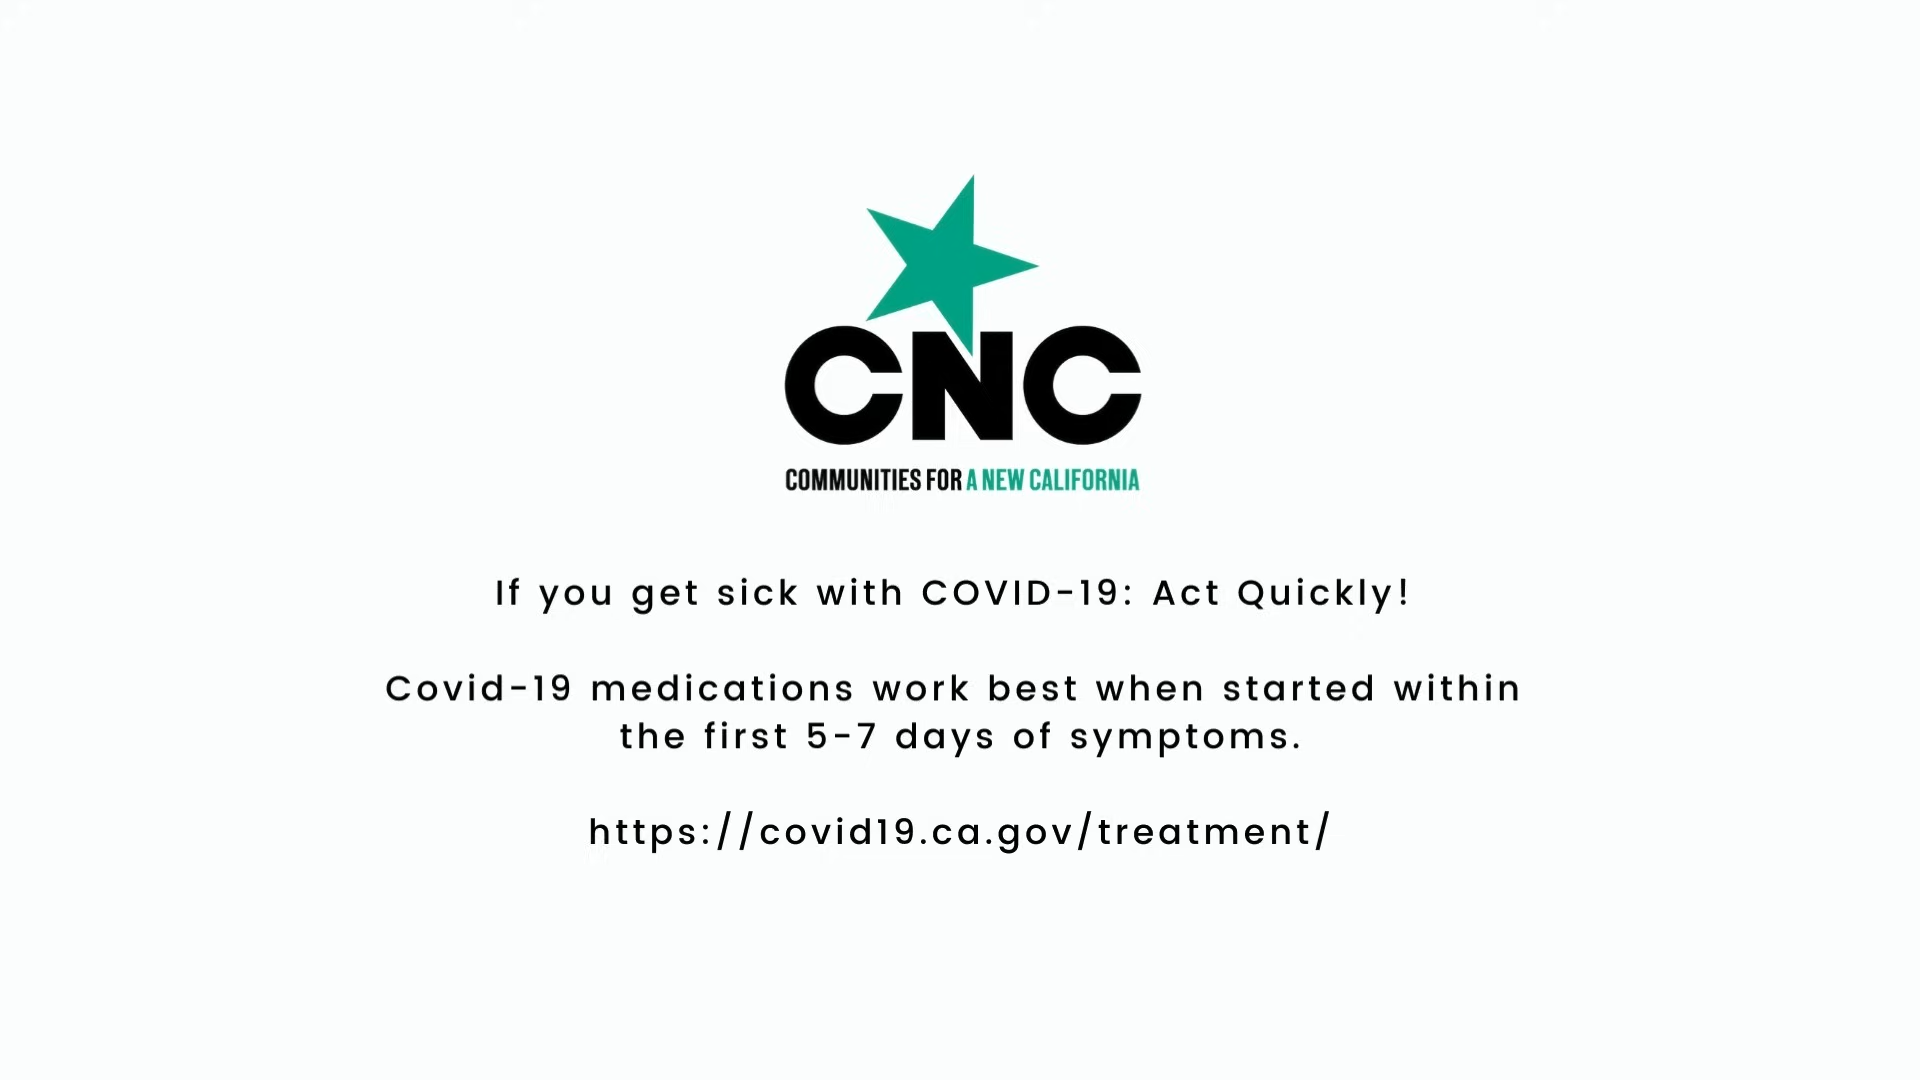 CNC
COMMUNITIES FOR A NEW CALIFORNIA
If you get sick with COVID-19: Act Quickly!
Covid-19 medications work best when started within
the first 5-7 days of symptoms.
https://covid19.ca.gov/treatment/